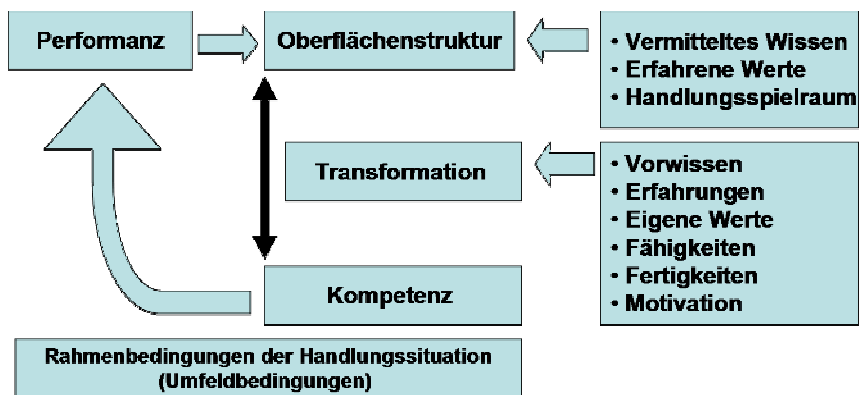 Performanz
Oberflächenstruktur
• Vermitteltes Wissen
• Erfahrene Werte
• Handlungsspielraum
Transformation
• Vorwissen
• Erfahrungen
• Eigene Werte
• Fähigkeiten
• Fertigkeiten
• Motivation
Kompetenz
Rahmenbedingungen der Handlungssituation
(Umfeldbedingungen)